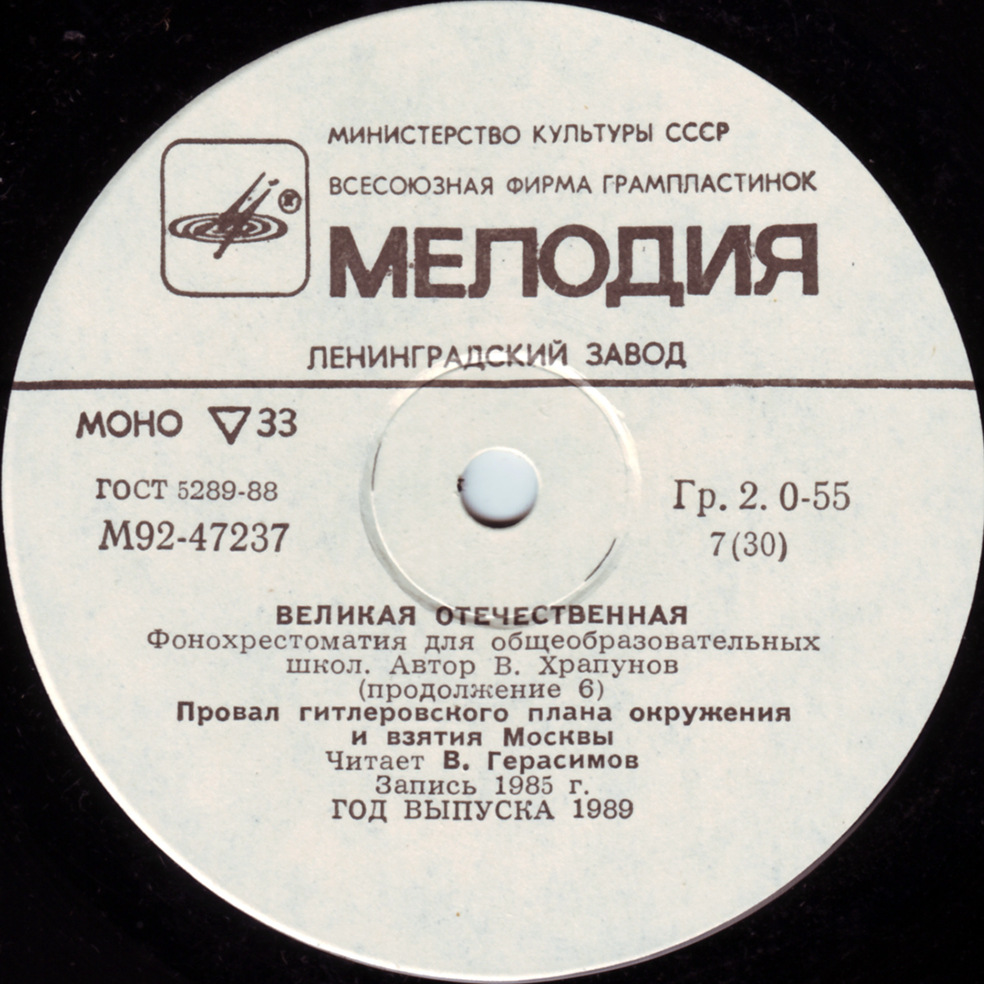 МИНИСТЕРСТВО КУЛЬТУРЫ СССР
ВСЕСОЮЗНАЯ ФИРМА ГРАМПЛАСТИНОК
МЕЛОДИЯ
ЛЕНИНГРАДСКИЙ ЗАВОД
МОНО 33
ГОСТ 5289-88
М92-47237
Гр. 2. 0-55
7(30)
ВЕЛИКАЯ ОТЕЧЕСТВЕННАЯ
Фонохрестоматия для общеобразовательных
школ. Автор В. Храпунов
(продолжение 6)
Провал гитлеровского плана окружения
и взятия Москвы
Читает В. Герасимов
Запись 1985 г.
ГОД ВЫПУСКА 1989